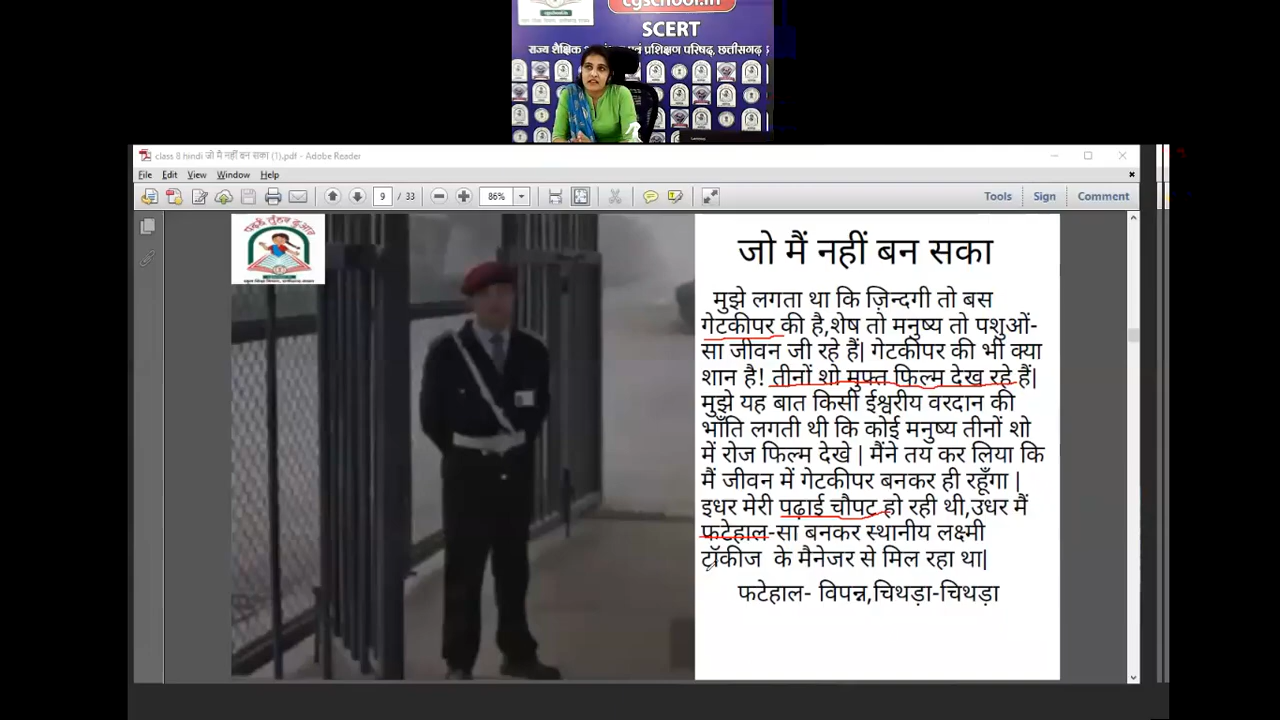 cgschool.in
SCERT
राज्य शैक्षिक एवं प्रशिक्षण परिषद, छत्तीसगढ़
class 8 hindi जो मै नहीं बन सका (1).pdf - Adobe Reader
File Edit View Window Help
9 / 33 86% Tools Sign Comment
पढ़ई तुंहर दुआर
जो मैं नहीं बन सका
मुझे लगता था कि ज़िन्दगी तो बस
गेटकीपर की है,शेष तो मनुष्य तो पशुओं-
सा जीवन जी रहे हैं| गेटकीपर की भी क्या
शान है! तीनों शो मुफ्त फिल्म देख रहे हैं|
मुझे यह बात किसी ईश्वरीय वरदान की
भाँति लगती थी कि कोई मनुष्य तीनों शो
में रोज फिल्म देखे | मैंने तय कर लिया कि
मैं जीवन में गेटकीपर बनकर ही रहूँगा |
इधर मेरी पढ़ाई चौपट हो रही थी,उधर मैं
फटेहाल-सा बनकर स्थानीय लक्ष्मी
टॉकीज के मैनेजर से मिल रहा था|
फटेहाल- विपन्न,चिथड़ा-चिथड़ा